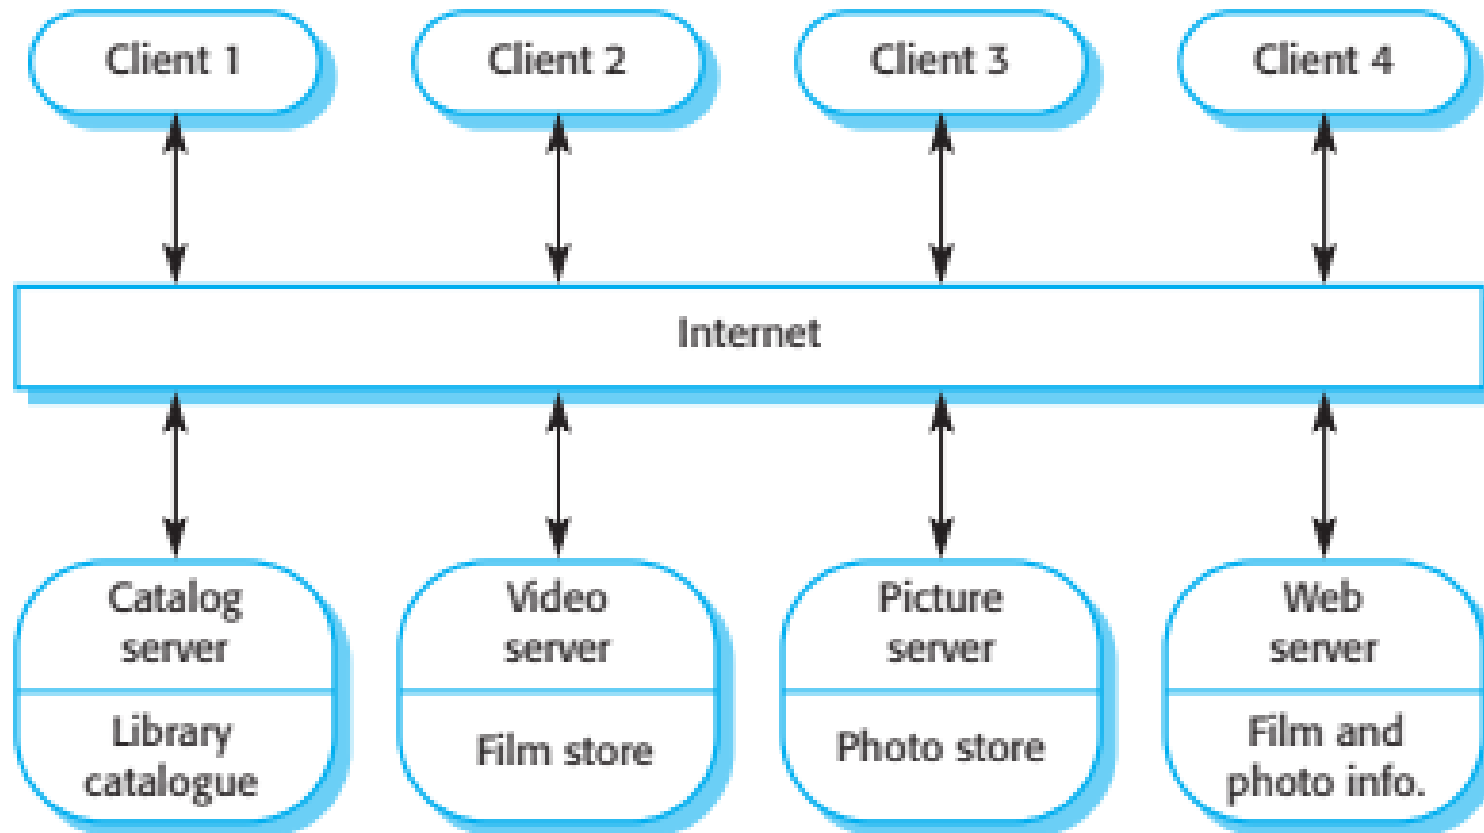 Client 1
Client 2
Client 3
Client 4
Internet
Catalog
server
Library
catalogue
Video
server
Film store
Picture
server
Photo store
Web
server
Film and
photo info.